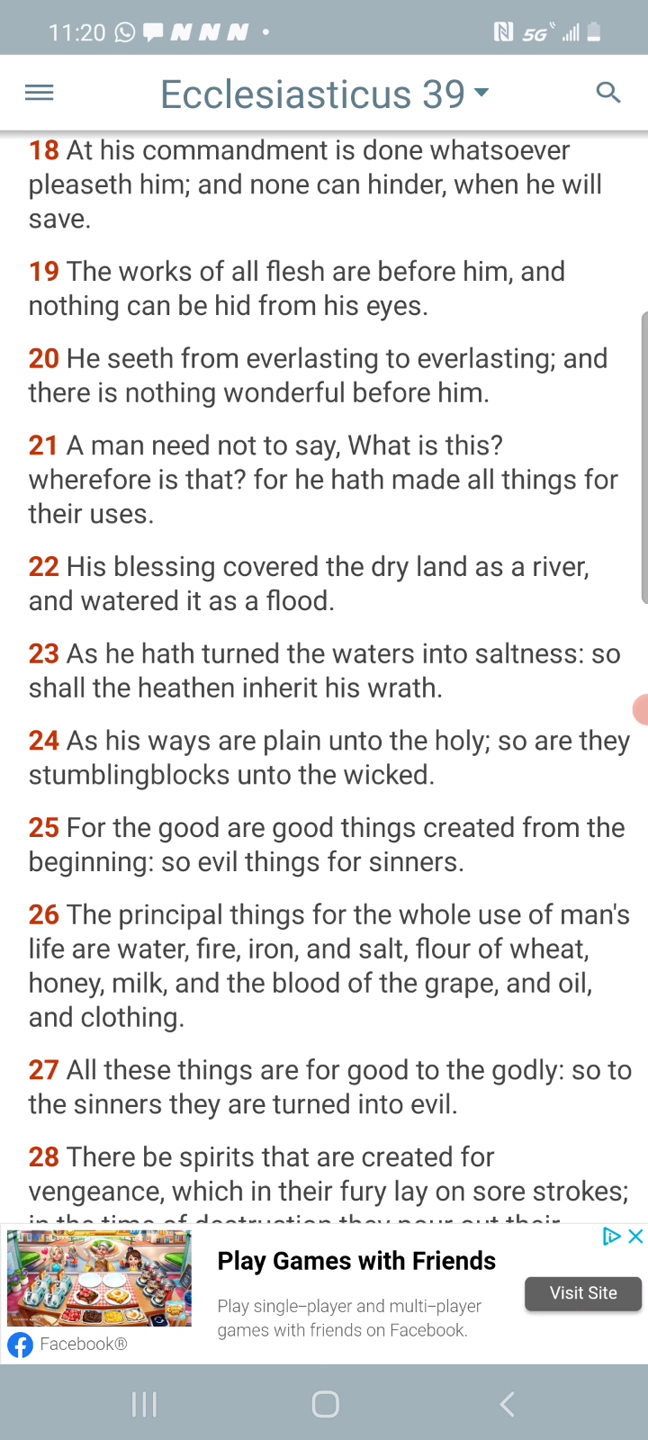 11:20
5G
Ecclesiasticus 39
18 At his commandment is done whatsoever
pleaseth him; and none can hinder, when he will
save.
19 The works of all flesh are before him, and
nothing can be hid from his eyes.
20 He seeth from everlasting to everlasting; and
there is nothing wonderful before him.
21 A man need not to say, What is this?
wherefore is that? for he hath made all things for
their uses.
22 His blessing covered the dry land as a river,
and watered it as a flood.
23 As he hath turned the waters into saltness: so
shall the heathen inherit his wrath.
24 As his ways are plain unto the holy; so are they
stumblingblocks unto the wicked.
25 For the good are good things created from the
beginning: so evil things for sinners.
26 The principal things for the whole use of man's
life are water, fire, iron, and salt, flour of wheat,
honey, milk, and the blood of the grape, and oil,
and clothing.
27 All these things are for good to the godly: so to
the sinners they are turned into evil.
28 There be spirits that are created for
vengeance, which in their fury lay on sore strokes;
in the time of destruction they pour out their
Play Games with Friends
Play single-player and multi-player
games with friends on Facebook.
Visit Site
Facebook®